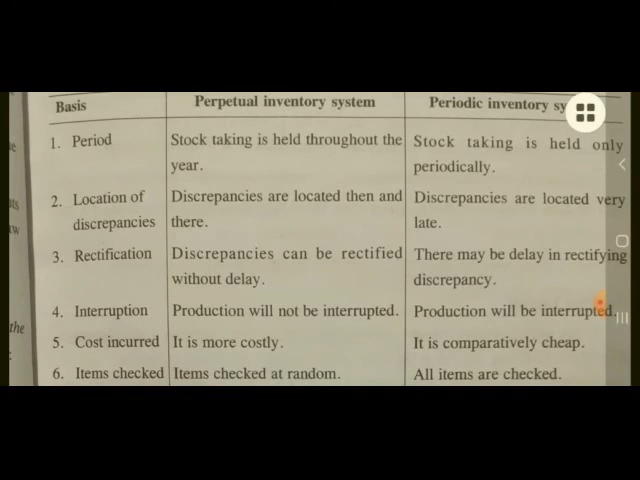 Basis Perpetual inventory system Periodic inventory sy
1. Period Stock taking is held throughout the Stock taking is held only
year. periodically.
2. Location of Discrepancies are located then and Discrepancies are located very
discrepancies there. late.
3. Rectification Discrepancies can be rectified There may be delay in rectifying
without delay. discrepancy.
4. Interruption Production will not be interrupted. Production will be interrupted.
the
5. Cost incurred It is more costly. It is comparatively cheap.
6. Items checked Items checked at random. All items are checked.